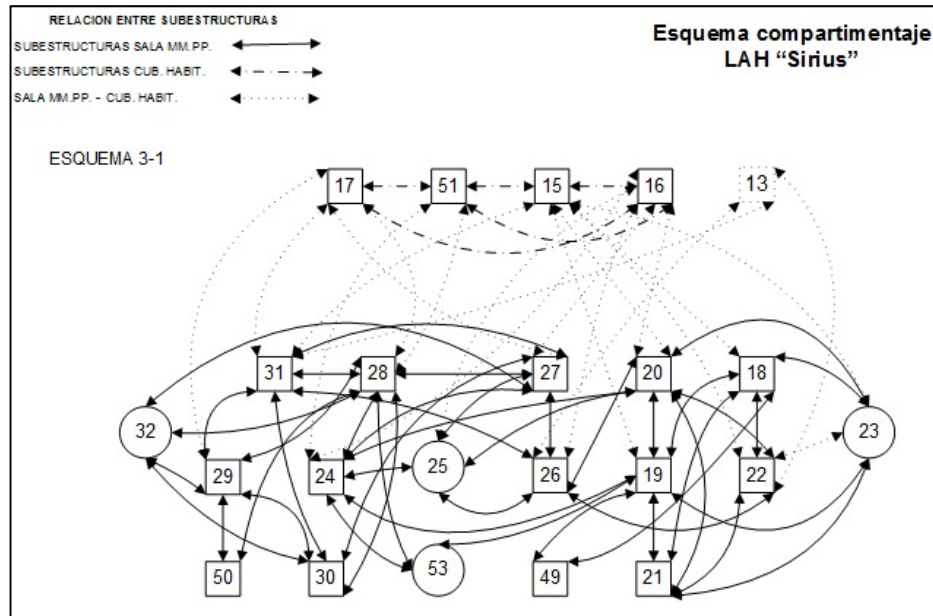 RELACION ENTRE SUBESTRUCTURAS
SUBESTRUCTURAS SALA MM.PP.
SUBESTRUCTURAS CUB. HABIT.
SALA MM.PP. - CUB. HABIT.
Esquema compartimentaje
LAH “Sirius”
ESQUEMA 3-1
17 51 15 16 13
31 28 27 20 18
32 23
29 24 25 26 19 22
50 30 53 49 21